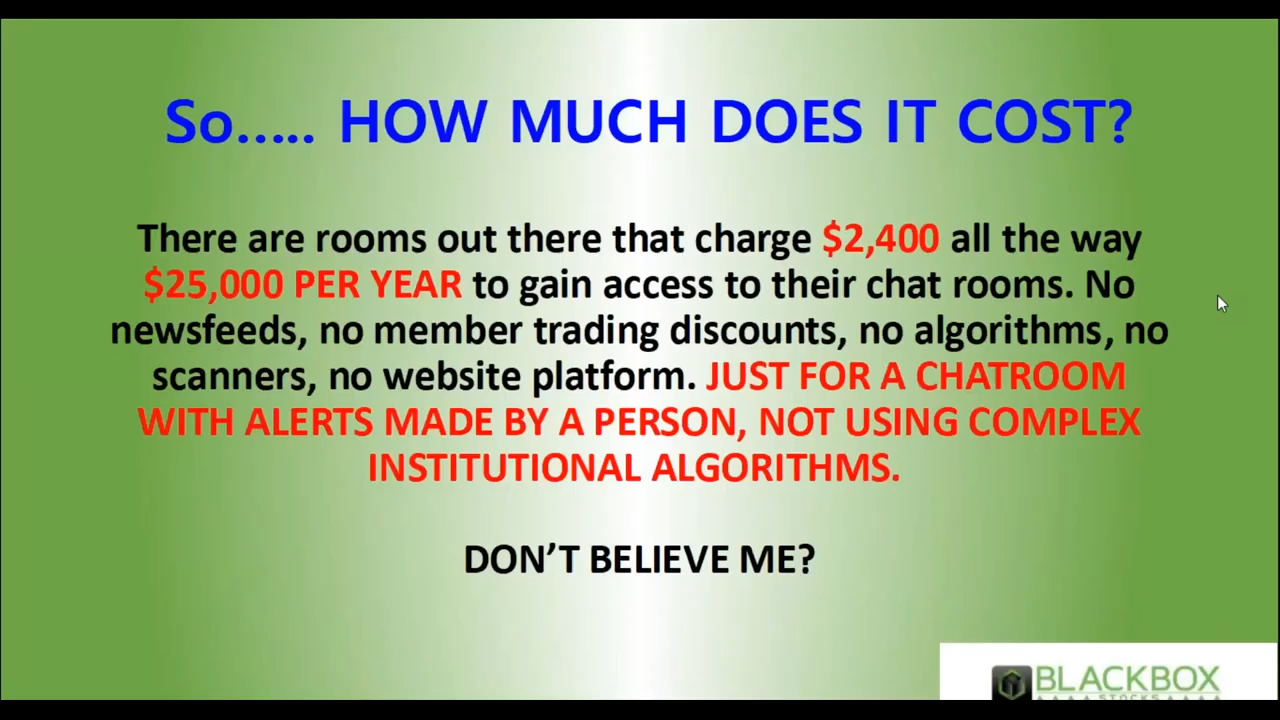 So….. HOW MUCH DOES IT COST?
There are rooms out there that charge $2,400 all the way
$25,000 PER YEAR to gain access to their chat rooms. No
newsfeeds, no member trading discounts, no algorithms, no
scanners, no website platform. JUST FOR A CHATROOM
WITH ALERTS MADE BY A PERSON, NOT USING COMPLEX
INSTITUTIONAL ALGORITHMS.
DON’T BELIEVE ME?
BLACKBOX
STOCKS